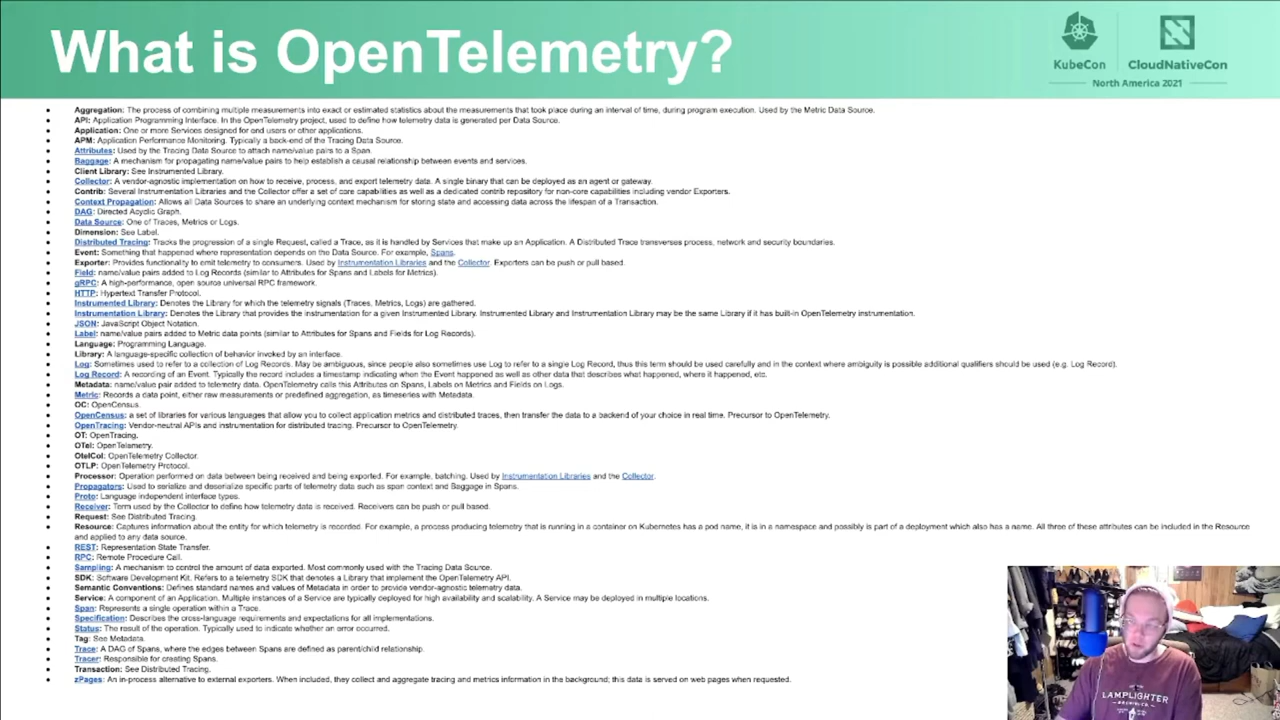 What is OpenTelemetry?
KubeCon
CloudNativeCon
North America 2021
Aggregation: The process of combining multiple measurements into exact or estimated statistics about the measurements that took place during an interval of time, during program execution. Used by the Metric Data Source.
API: Application Programming Interface. In the OpenTelemetry project, used to define how telemetry data is generated per Data Source.
Application: One or more Services designed for end users or other applications.
APM: Application Performance Monitoring. Typically a back-end of the Tracing Data Source.
Attributes: Used by the Tracing Data Source to attach name/value pairs to a Span.
Baggage: A mechanism for propagating name/value pairs to help establish a causal relationship between events and services.
Client Library: See Instrumented Library.
Collector: A vendor-agnostic implementation on how to receive, process, and export telemetry data. A single binary that can be deployed as an agent or gateway.
Contrib: Several Instrumentation Libraries and the Collector offer a set of core capabilities as well as a dedicated contrib repository for non-core capabilities including vendor Exporters.
Context Propagation: Allows all Data Sources to share an underlying context mechanism for storing state and accessing data across the lifespan of a Transaction.
DAG: Directed Acyclic Graph.
Data Source: One of Traces, Metrics or Logs.
Dimension: See Label.
Distributed Tracing: Tracks the progression of a single Request, called a Trace, as it is handled by Services that make up an Application. A Distributed Trace transverses process, network and security boundaries.
Event: Something that happened where representation depends on the Data Source. For example, Spans.
Exporter: Provides functionality to emit telemetry to consumers. Used by Instrumentation Libraries and the Collector. Exporters can be push or pull based.
Field: name/value pairs added to Log Records (similar to Attributes for Spans and Labels for Metrics).
gRPC: A high-performance, open source universal RPC framework.
HTTP: Hypertext Transfer Protocol.
Instrumented Library: Denotes the Library for which the telemetry signals (Traces, Metrics, Logs) are gathered.
Instrumentation Library: Denotes the Library that provides the instrumentation for a given Instrumented Library. Instrumented Library and Instrumentation Library may be the same Library if it has built-in OpenTelemetry instrumentation.
JSON: JavaScript Object Notation.
Label: name/value pairs added to Metric data points (similar to Attributes for Spans and Fields for Log Records).
Language: Programming Language.
Library: A language-specific collection of behavior invoked by an interface.
Log: Sometimes used to refer to a collection of Log Records. May be ambiguous, since people also sometimes use Log to refer to a single Log Record, thus this term should be used carefully and in the context where ambiguity is possible additional qualifiers should be used (e.g. Log Record).
Log Record: A recording of an Event. Typically the record includes a timestamp indicating when the Event happened as well as other data that describes what happened, where it happened, etc.
Metadata: name/value pair added to telemetry data. OpenTelemetry calls this Attributes on Spans, Labels on Metrics and Fields on Logs.
Metric: Records a data point, either raw measurements or predefined aggregation, as timeseries with Metadata.
OC: OpenCensus.
OpenCensus: a set of libraries for various languages that allow you to collect application metrics and distributed traces, then transfer the data to a backend of your choice in real time. Precursor to OpenTelemetry.
OpenTracing: Vendor-neutral APIs and instrumentation for distributed tracing. Precursor to OpenTelemetry.
OT: OpenTracing.
OTel: OpenTelemetry.
OtelCol: OpenTelemetry Collector.
OTLP: OpenTelemetry Protocol.
Processor: Operation performed on data between being received and being exported. For example, batching. Used by Instrumentation Libraries and the Collector.
Propagators: Used to serialize and deserialize specific parts of telemetry data such as span context and Baggage in Spans.
Proto: Language independent interface types.
Receiver: Term used by the Collector to define how telemetry data is received. Receivers can be push or pull based.
Request: See Distributed Tracing.
Resource: Captures information about the entity for which telemetry is recorded. For example, a process producing telemetry that is running in a container on Kubernetes has a pod name, it is in a namespace and possibly is part of a deployment which also has a name. All three of these attributes can be included in the Resource
and applied to any data source.
REST: Representation State Transfer.
RPC: Remote Procedure Call.
Sampling: A mechanism to control the amount of data exported. Most commonly used with the Tracing Data Source.
SDK: Software Development Kit. Refers to a telemetry SDK that denotes a Library that implement the OpenTelemetry API.
Semantic Conventions: Defines standard names and values of Metadata in order to provide vendor-agnostic telemetry data.
Service: A component of an Application. Multiple instances of a Service are typically deployed for high availability and scalability. A Service may be deployed in multiple locations.
Span: Represents a single operation within a Trace.
Specification: Describes the cross-language requirements and expectations for all implementations.
Status: The result of the operation. Typically used to indicate whether an error occurred.
Tag: See Metadata.
Trace: A DAG of Spans, where the edges between Spans are defined as parent/child relationship.
Tracer: Responsible for creating Spans.
Transaction: See Distributed Tracing.
zPages: An in-process alternative to external exporters. When included, they collect and aggregate tracing and metrics information in the background; this data is served on web pages when requested.
LAMPLIGHTER